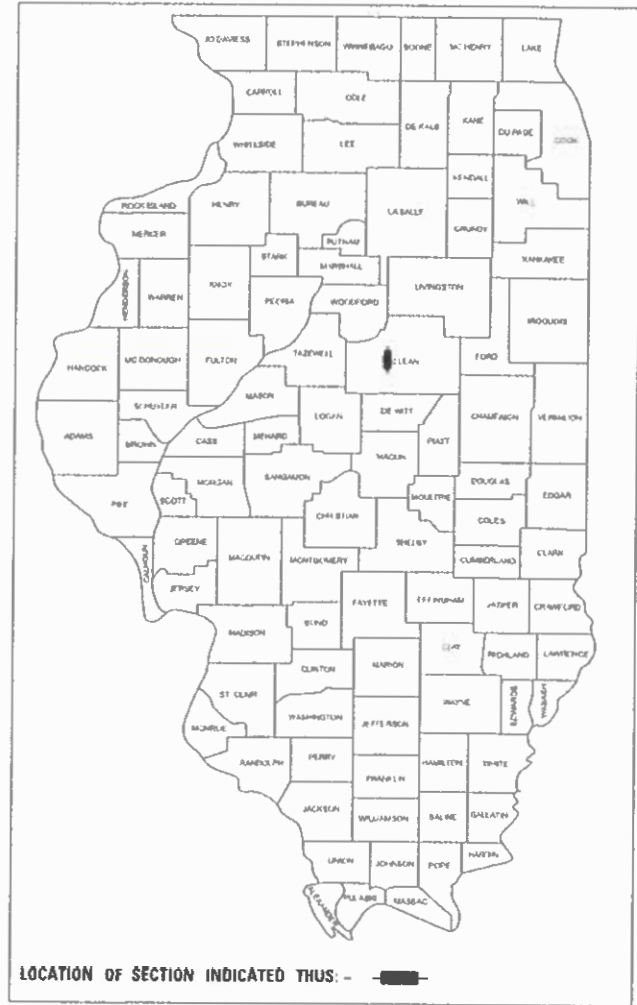 JO DAVIESS STEPHENSON WINNEBAGO BOONE MC HENRY LAKE
CARROLL OGLE DE KALB KANE DU PAGE COOK
WHITESIDE LEE KENDALL WILL
ROCK ISLAND HENRY BUREAU LA SALLE GRUNDY
MERCER PUTNAM KANKAKEE
STARK MARSHALL LIVINGSTON
HENDERSON WARREN KNOX PEORIA WOODFORD IROQUOIS
HANCOCK MC DONOUGH FULTON TAZEWELL CLEAN FORD
MASON
SCHUYLER LOGAN DE WITT CHAMPAIGN VERMILION
ADAMS BROWN CASS MENARD PIATT
MACON
MORGAN SANGAMON DOUGLAS
PIKE SCOTT CHRISTIAN MOULTRIE EDGAR
COLES
CALHOUN GREENE MACOUPIN MONTGOMERY SHELBY CUMBERLAND CLARK
JERSEY FAYETTE EFFINGHAM JASPER CRAWFORD
MADISON BOND
CLAY RICHLAND LAWRENCE
CLINTON MARION
ST. CLAIR WAYNE EDWARDS WABASH
WASHINGTON JEFFERSON
MONROE
RANDOLPH PERRY HAMILTON WHITE
FRANKLIN
JACKSON WILLIAMSON SALINE GALLATIN
UNION JOHNSON POPE HARDIN
ALEXANDER PULASKI MASSAC
LOCATION OF SECTION INDICATED THUS: -